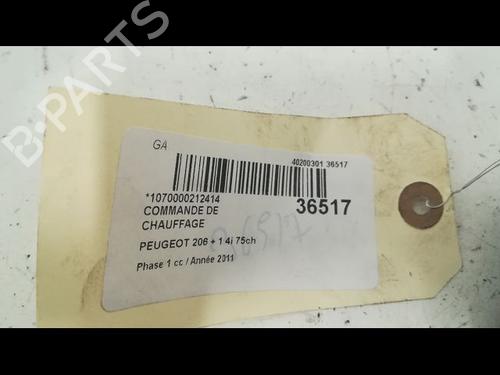 B-PARTS
GA
40200301 36517
36517
*1070000212414
COMMANDE DE
CHAUFFAGE
36517
PEUGEOT 206 + 1 4i 75ch
Phase 1 cc / Année 2011